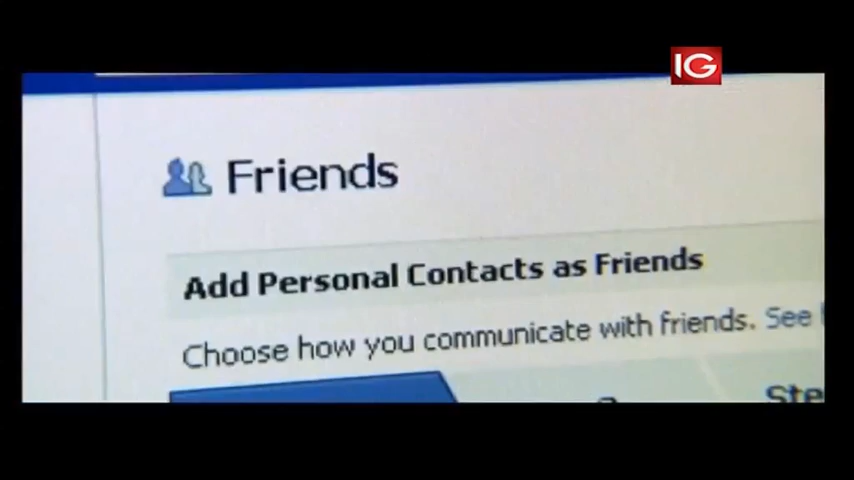 IG
Friends
Add Personal Contacts as Friends
Choose how you communicate with friends. See